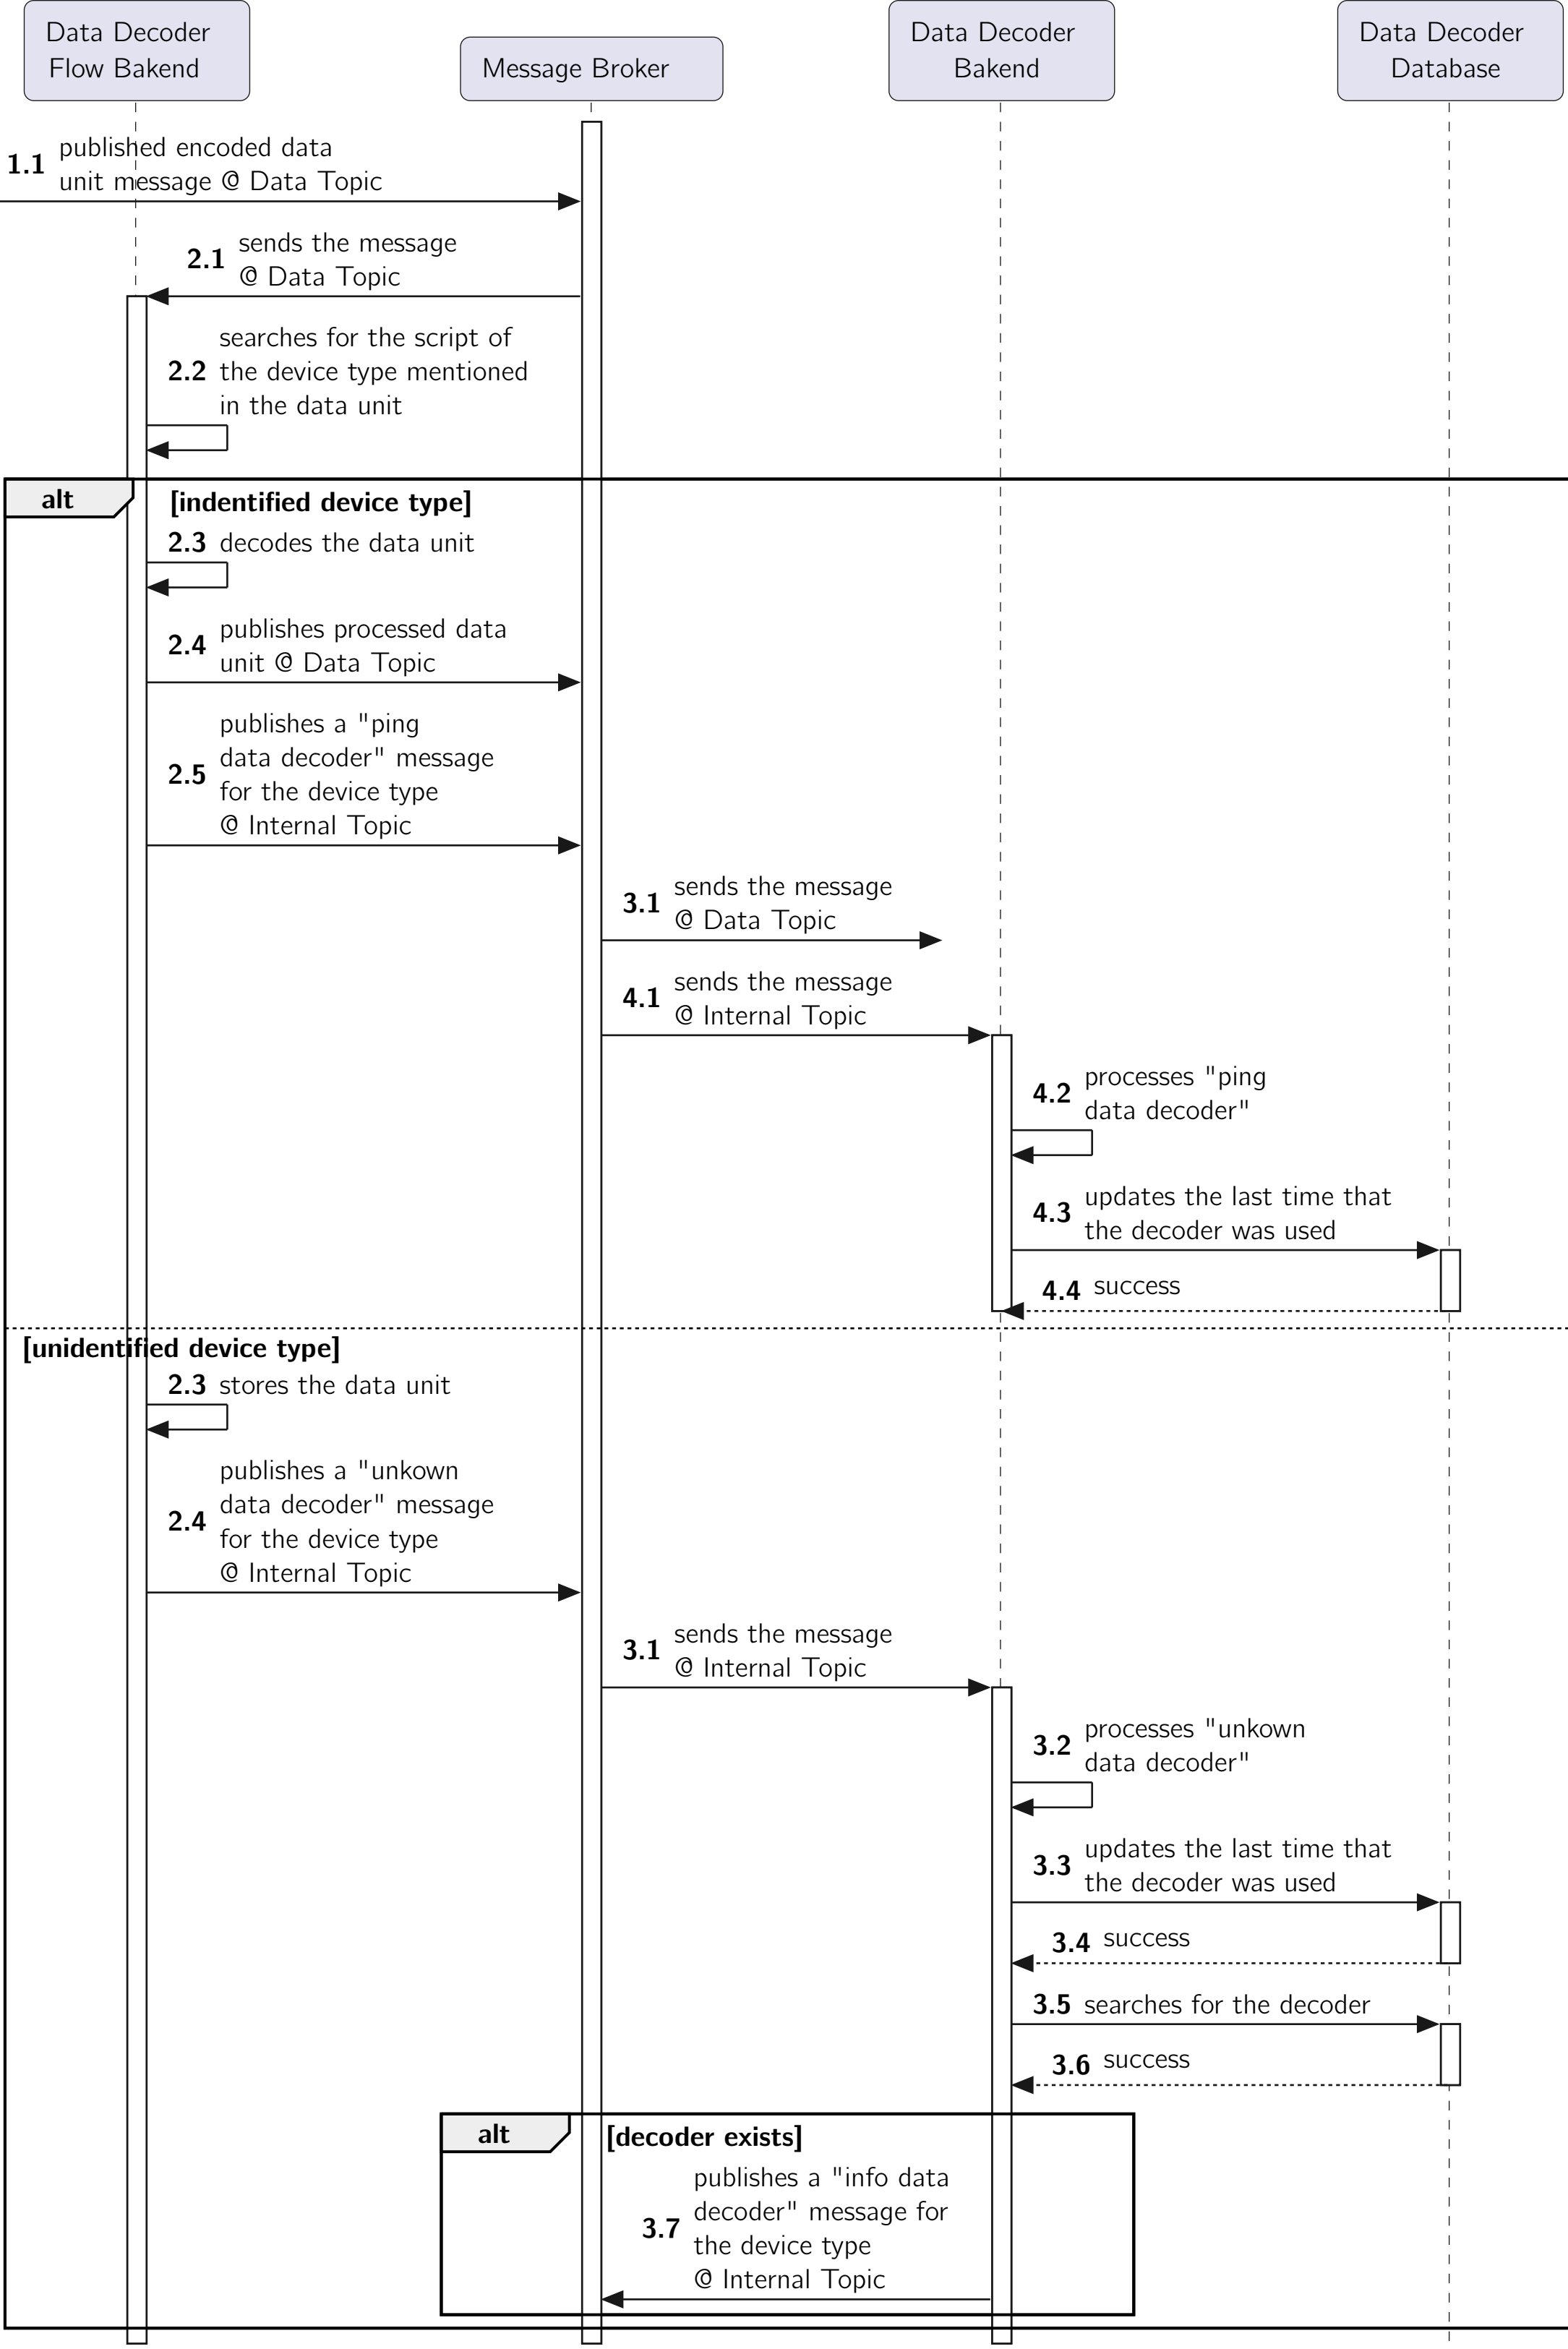 Data Decoder
Flow Bakend
Message Broker
Data Decoder
Bakend
Data Decoder
Database
1.1 published encoded data
unit message @ Data Topic
2.1 sends the message
@ Data Topic
searches for the script of
2.2 the device type mentioned
in the data unit
alt [indentified device type]
2.3 decodes the data unit
2.4 publishes processed data
unit @ Data Topic
publishes a "ping
data decoder" message
2.5 for the device type
@ Internal Topic
3.1 sends the message
@ Data Topic
4.1 sends the message
@ Internal Topic
4.2 processes "ping
data decoder"
4.3 updates the last time that
the decoder was used
4.4 success
[unidentified device type]
2.3 stores the data unit
publishes a "unkown
data decoder" message
2.4 for the device type
@ Internal Topic
3.1 sends the message
@ Internal Topic
3.2 processes "unkown
data decoder"
3.3 updates the last time that
the decoder was used
3.4 success
3.5 searches for the decoder
3.6 success
alt [decoder exists]
publishes a "info data
decoder" message for
3.7 the device type
@ Internal Topic